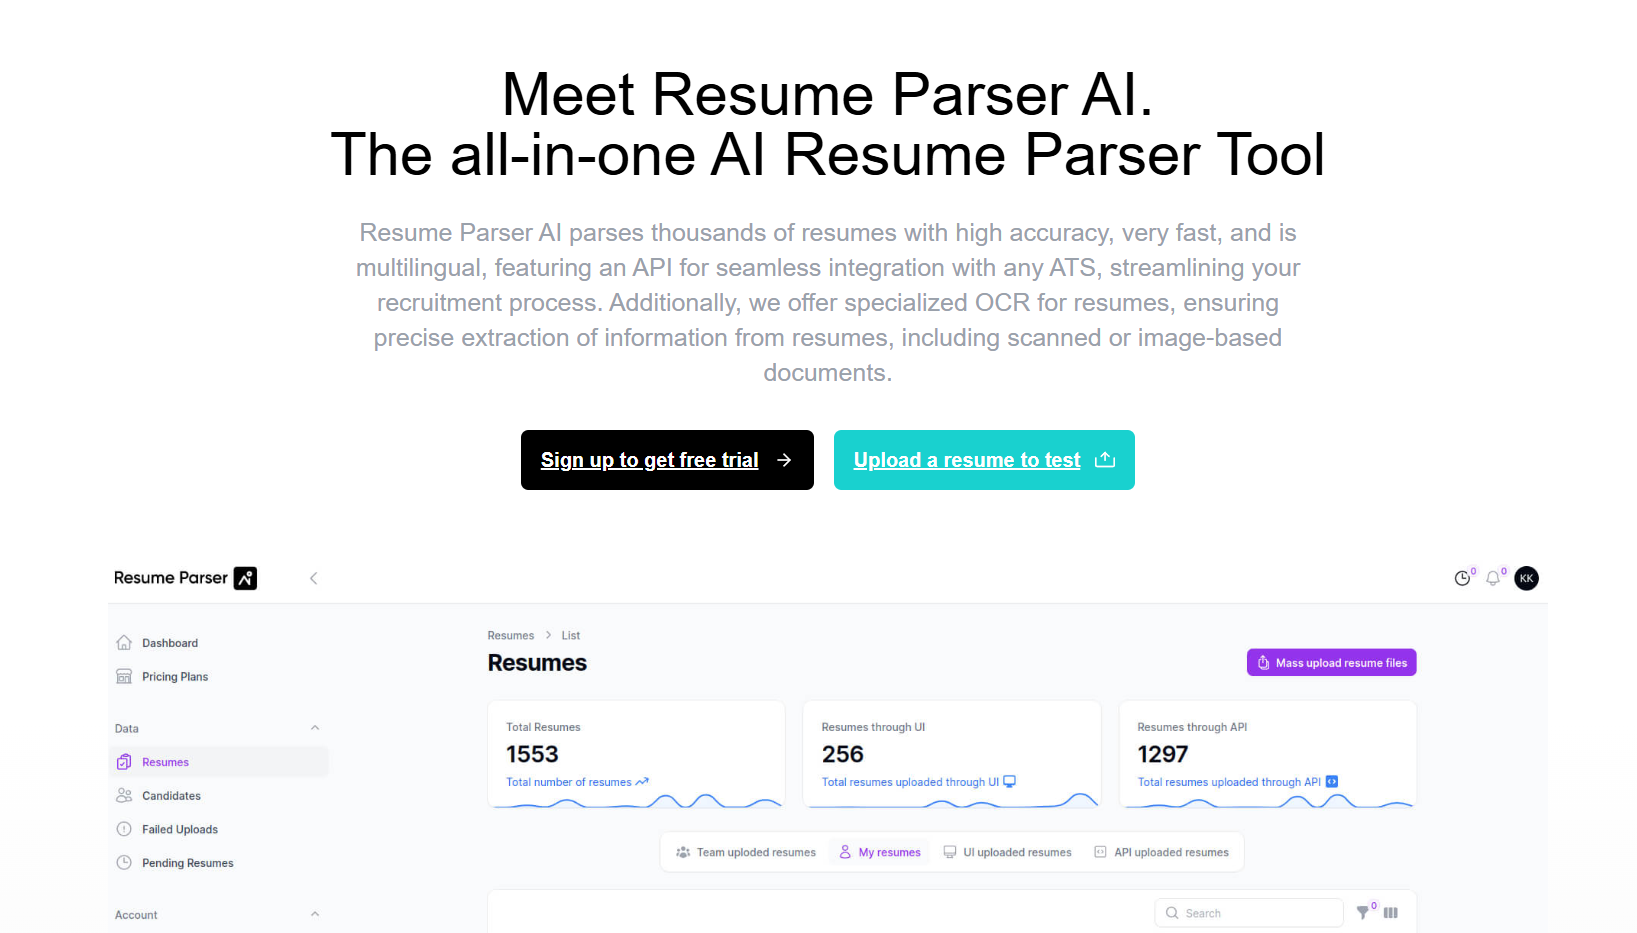 Meet Resume Parser AI.
The all-in-one AI Resume Parser Tool
Resume Parser AI parses thousands of resumes with high accuracy, very fast, and is
multilingual, featuring an API for seamless integration with any ATS, streamlining your
recruitment process. Additionally, we offer specialized OCR for resumes, ensuring
precise extraction of information from resumes, including scanned or image-based
documents.
Sign up to get free trial
Upload a resume to test
Resume Parser AI
0
0
KK
Dashboard
Pricing Plans
Data
Resumes
Candidates
Failed Uploads
Pending Resumes
Account
Resumes > List
Resumes
Mass upload resume files
Total Resumes
1553
Total number of resumes
Resumes through UI
256
Total resumes uploaded through UI
Resumes through API
1297
Total resumes uploaded through API
Team uploded resumes
My resumes
UI uploaded resumes
API uploaded resumes
Search
0